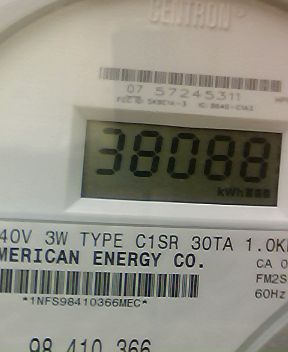 CENTRON
07 57245311
38088
kWh
40V 3W TYPE C1SR 30TA 1.0K
MERICAN ENERGY CO.
CA 0
FM2S
60Hz
*1NFS98410366MEC*
98 410 366